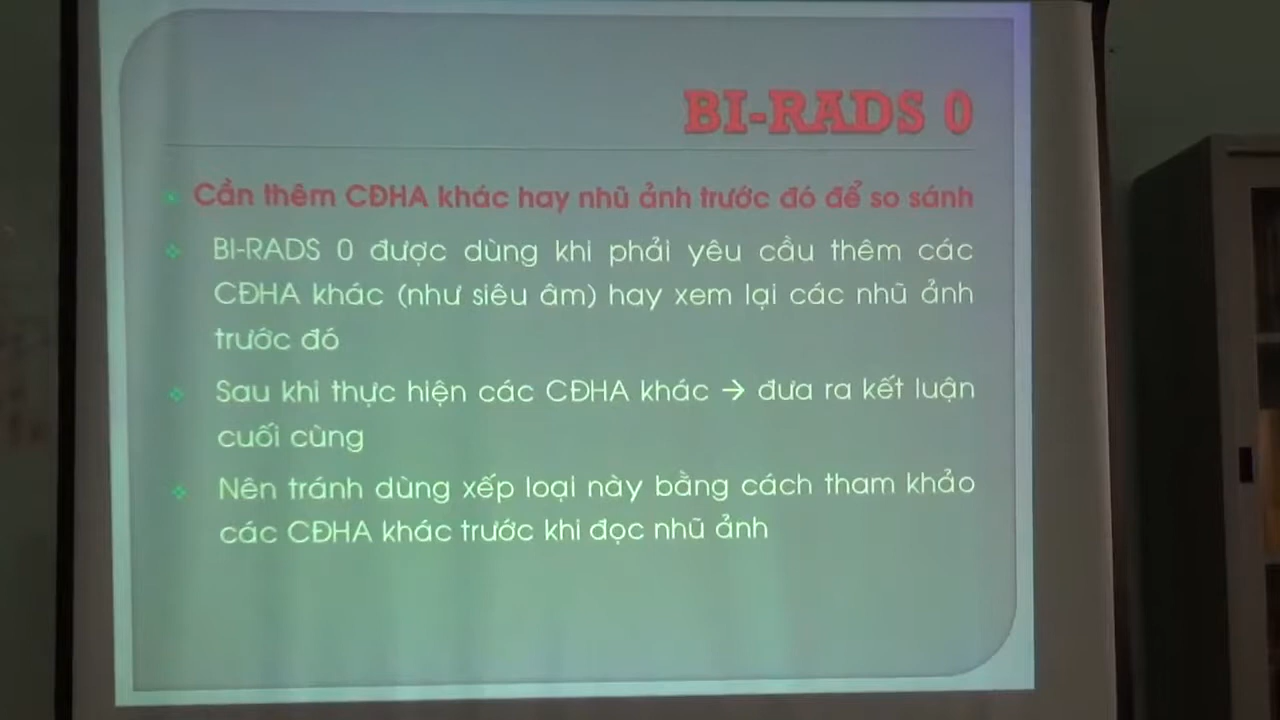 BI-RADS 0
Cần thêm CĐHA khác hay nhũ ảnh trước đó để so sánh
BI-RADS 0 được dùng khi phải yêu cầu thêm các
CĐHA khác (như siêu âm) hay xem lại các nhũ ảnh
trước đó
Sau khi thực hiện các CĐHA khác → đưa ra kết luận
cuối cùng
Nên tránh dùng xếp loại này bằng cách tham khảo
các CĐHA khác trước khi đọc nhũ ảnh